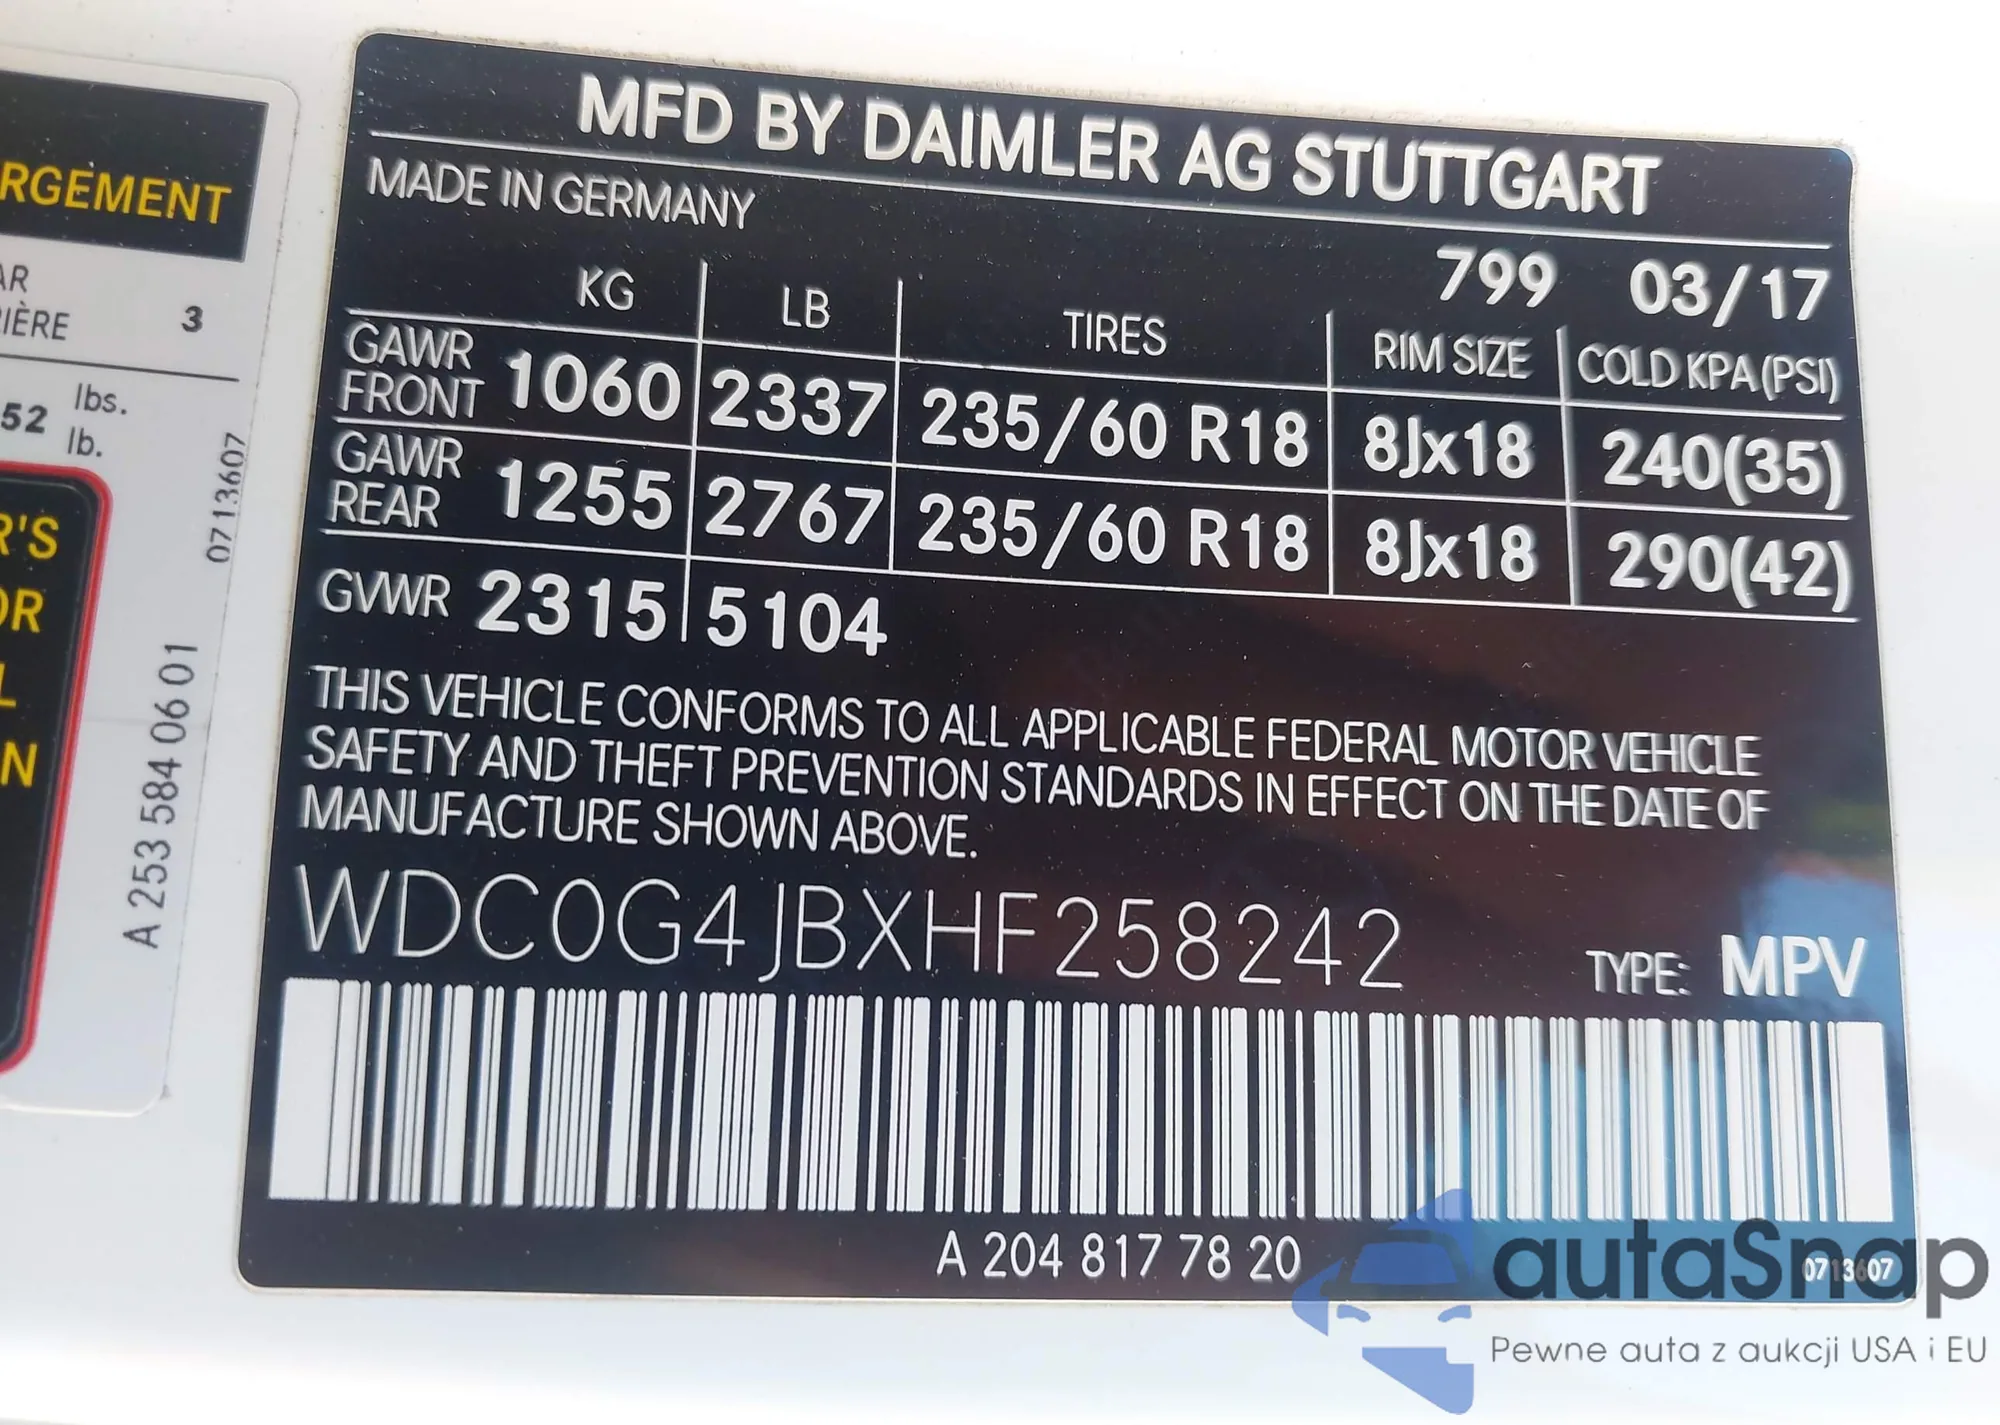 RGEMENT
AR
IÈRE 3
52 lbs.
lb.
R'S
OR
L
N
0713607
A 253 584 06 01
MFD BY DAIMLER AG STUTTGART
MADE IN GERMANY
799 03/17
KG LB TIRES RIM SIZE COLD KPA(PSI)
GAWR FRONT 1060 2337 235/60 R18 8Jx18 240(35)
GAWR REAR 1255 2767 235/60 R18 8Jx18 290(42)
GVWR 2315 5104
THIS VEHICLE CONFORMS TO ALL APPLICABLE FEDERAL MOTOR VEHICLE
SAFETY AND THEFT PREVENTION STANDARDS IN EFFECT ON THE DATE OF
MANUFACTURE SHOWN ABOVE.
WDC0G4JBXHF258242
TYPE: MPV
A 204 817 78 20
0713607
autaSnap
Pewne auta z aukcji USA i EU